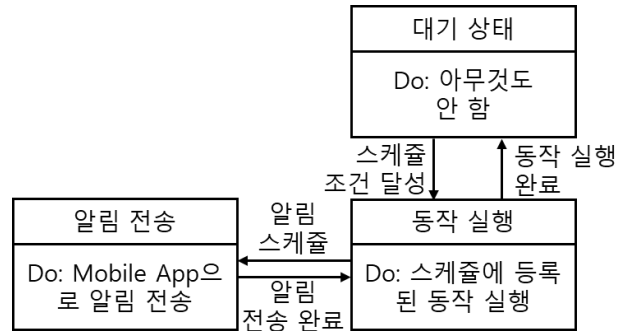 대기 상태
Do: 아무것도
안 함
스케쥴
조건 달성
동작 실행
완료
알림 전송
Do: Mobile App으
로 알림 전송
알림
스케쥴
알림
전송 완료
동작 실행
Do: 스케쥴에 등록
된 동작 실행